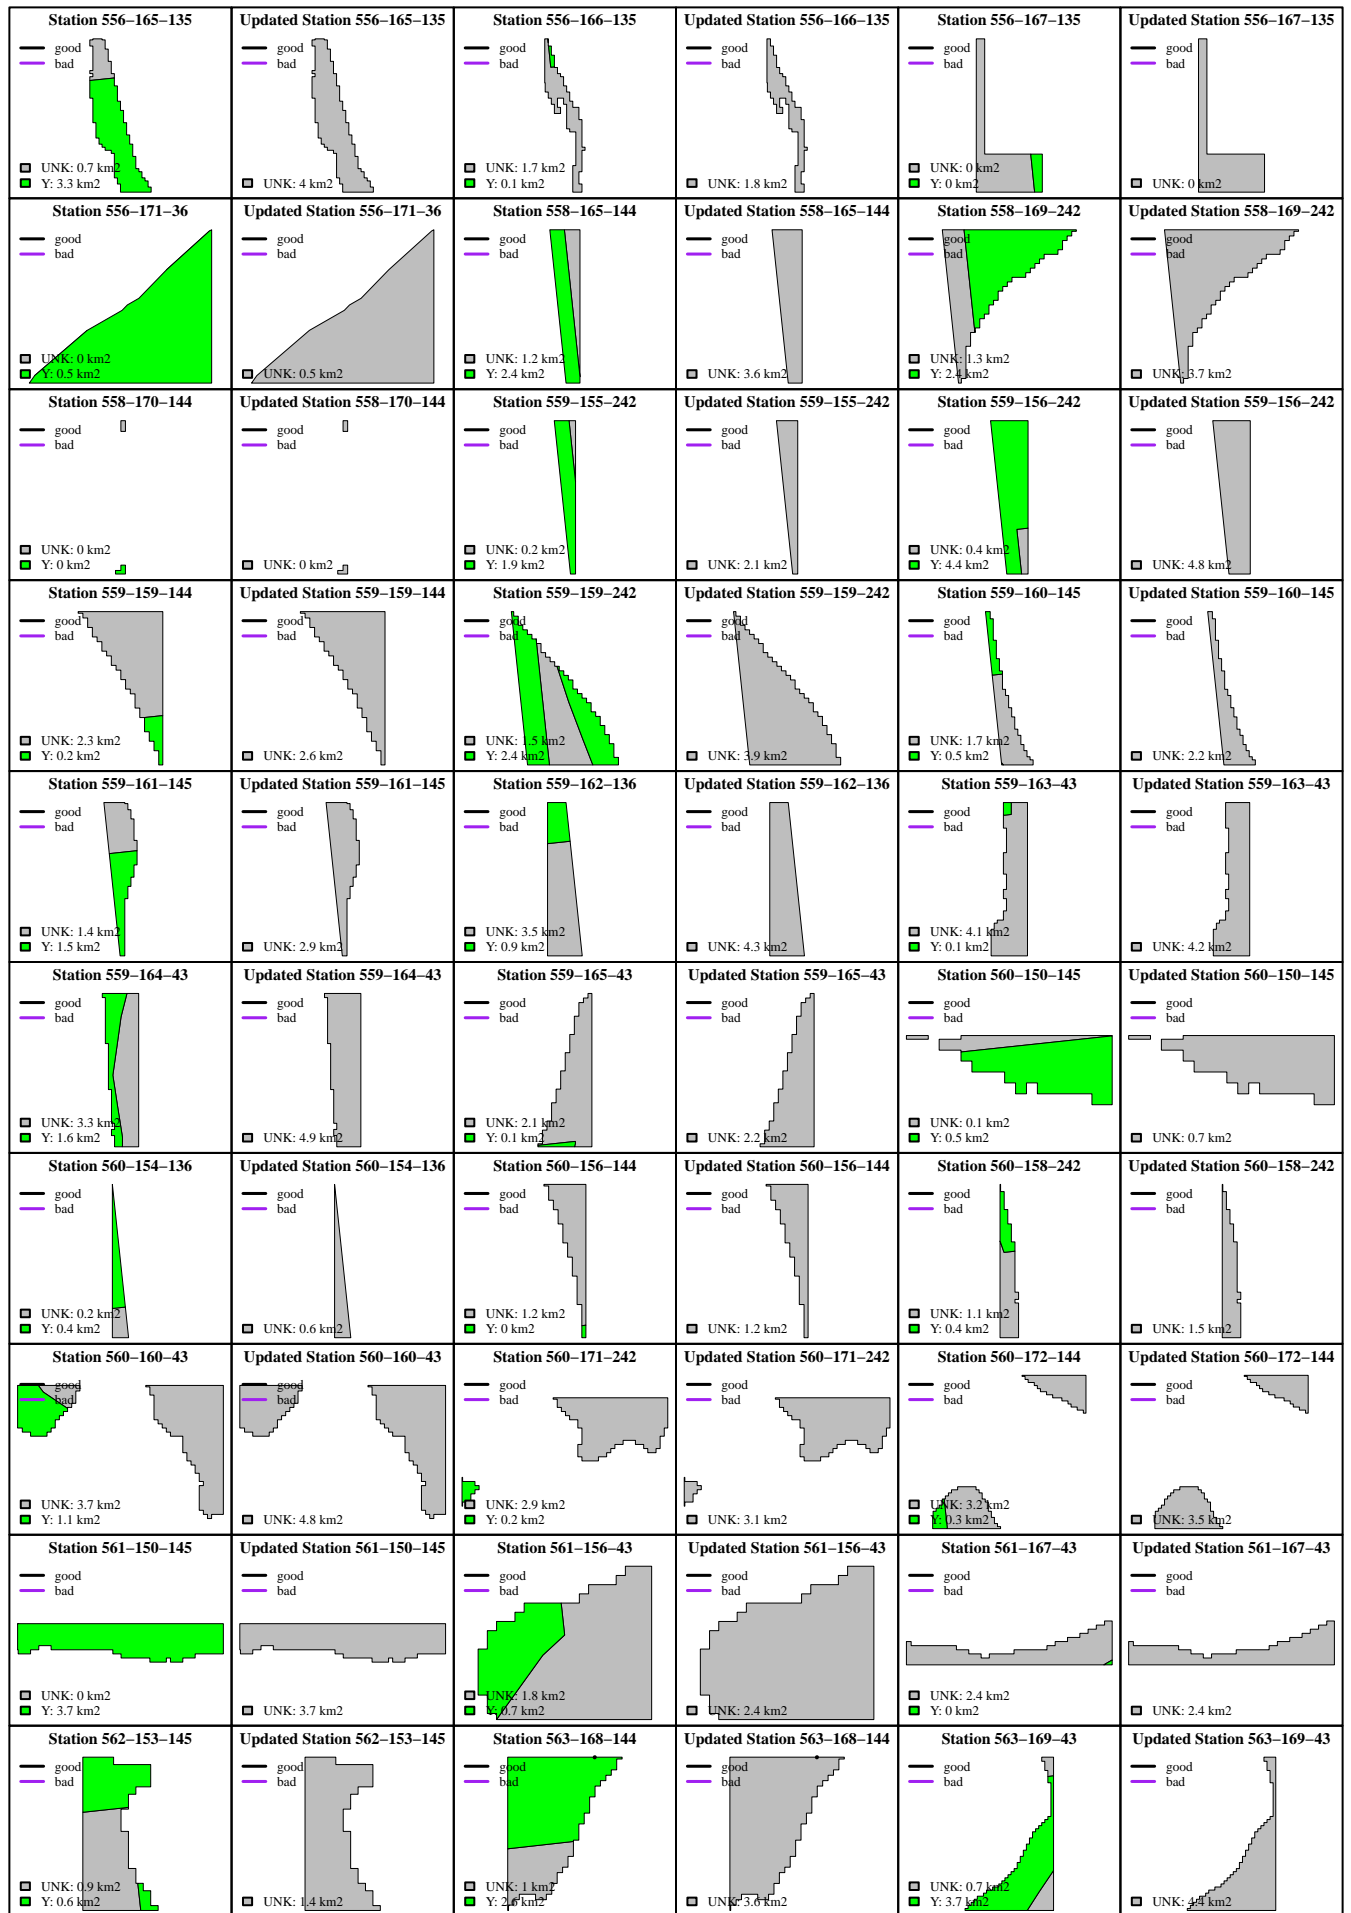 Station 556−165−135
good
bad
UNK: 0.7 km2
Y: 3.3 km2
Updated Station 556−165−135
good
bad
UNK: 4 km2
Station 556−166−135
good
bad
UNK: 1.7 km2
Y: 0.1 km2
Updated Station 556−166−135
good
bad
UNK: 1.8 km2
Station 556−167−135
good
bad
UNK: 0 km2
Y: 0 km2
Updated Station 556−167−135
good
bad
UNK: 0 km2
Station 556−171−36
good
bad
UNK: 0 km2
Y: 0.5 km2
Updated Station 556−171−36
good
bad
UNK: 0.5 km2
Station 558−165−144
good
bad
UNK: 1.2 km2
Y: 2.4 km2
Updated Station 558−165−144
good
bad
UNK: 3.6 km2
Station 558−169−242
good
bad
UNK: 1.3 km2
Y: 2.4 km2
Updated Station 558−169−242
good
bad
UNK: 3.7 km2
Station 558−170−144
good
bad
UNK: 0 km2
Y: 0 km2
Updated Station 558−170−144
good
bad
UNK: 0 km2
Station 559−155−242
good
bad
UNK: 0.2 km2
Y: 1.9 km2
Updated Station 559−155−242
good
bad
UNK: 2.1 km2
Station 559−156−242
good
bad
UNK: 0.4 km2
Y: 4.4 km2
Updated Station 559−156−242
good
bad
UNK: 4.8 km2
Station 559−159−144
good
bad
UNK: 2.3 km2
Y: 0.2 km2
Updated Station 559−159−144
good
bad
UNK: 2.6 km2
Station 559−159−242
good
bad
UNK: 1.5 km2
Y: 2.4 km2
Updated Station 559−159−242
good
bad
UNK: 3.9 km2
Station 559−160−145
good
bad
UNK: 1.7 km2
Y: 0.5 km2
Updated Station 559−160−145
good
bad
UNK: 2.2 km2
Station 559−161−145
good
bad
UNK: 1.4 km2
Y: 1.5 km2
Updated Station 559−161−145
good
bad
UNK: 2.9 km2
Station 559−162−136
good
bad
UNK: 3.5 km2
Y: 0.9 km2
Updated Station 559−162−136
good
bad
UNK: 4.3 km2
Station 559−163−43
good
bad
UNK: 4.1 km2
Y: 0.1 km2
Updated Station 559−163−43
good
bad
UNK: 4.2 km2
Station 559−164−43
good
bad
UNK: 3.3 km2
Y: 1.6 km2
Updated Station 559−164−43
good
bad
UNK: 4.9 km2
Station 559−165−43
good
bad
UNK: 2.1 km2
Y: 0.1 km2
Updated Station 559−165−43
good
bad
UNK: 2.2 km2
Station 560−150−145
good
bad
UNK: 0.1 km2
Y: 0.5 km2
Updated Station 560−150−145
good
bad
UNK: 0.7 km2
Station 560−154−136
good
bad
UNK: 0.2 km2
Y: 0.4 km2
Updated Station 560−154−136
good
bad
UNK: 0.6 km2
Station 560−156−144
good
bad
UNK: 1.2 km2
Y: 0 km2
Updated Station 560−156−144
good
bad
UNK: 1.2 km2
Station 560−158−242
good
bad
UNK: 1.1 km2
Y: 0.4 km2
Updated Station 560−158−242
good
bad
UNK: 1.5 km2
Station 560−160−43
good
bad
UNK: 3.7 km2
Y: 1.1 km2
Updated Station 560−160−43
good
bad
UNK: 4.8 km2
Station 560−171−242
good
bad
UNK: 2.9 km2
Y: 0.2 km2
Updated Station 560−171−242
good
bad
UNK: 3.1 km2
Station 560−172−144
good
bad
UNK: 3.2 km2
Y: 0.3 km2
Updated Station 560−172−144
good
bad
UNK: 3.5 km2
Station 561−150−145
good
bad
UNK: 0 km2
Y: 3.7 km2
Updated Station 561−150−145
good
bad
UNK: 3.7 km2
Station 561−156−43
good
bad
UNK: 1.8 km2
Y: 0.7 km2
Updated Station 561−156−43
good
bad
UNK: 2.4 km2
Station 561−167−43
good
bad
UNK: 2.4 km2
Y: 0 km2
Updated Station 561−167−43
good
bad
UNK: 2.4 km2
Station 562−153−145
good
bad
UNK: 0.9 km2
Y: 0.6 km2
Updated Station 562−153−145
good
bad
UNK: 1.4 km2
Station 563−168−144
good
bad
UNK: 1 km2
Y: 2.6 km2
Updated Station 563−168−144
good
bad
UNK: 3.6 km2
Station 563−169−43
good
bad
UNK: 0.7 km2
Y: 3.7 km2
Updated Station 563−169−43
good
bad
UNK: 4.4 km2